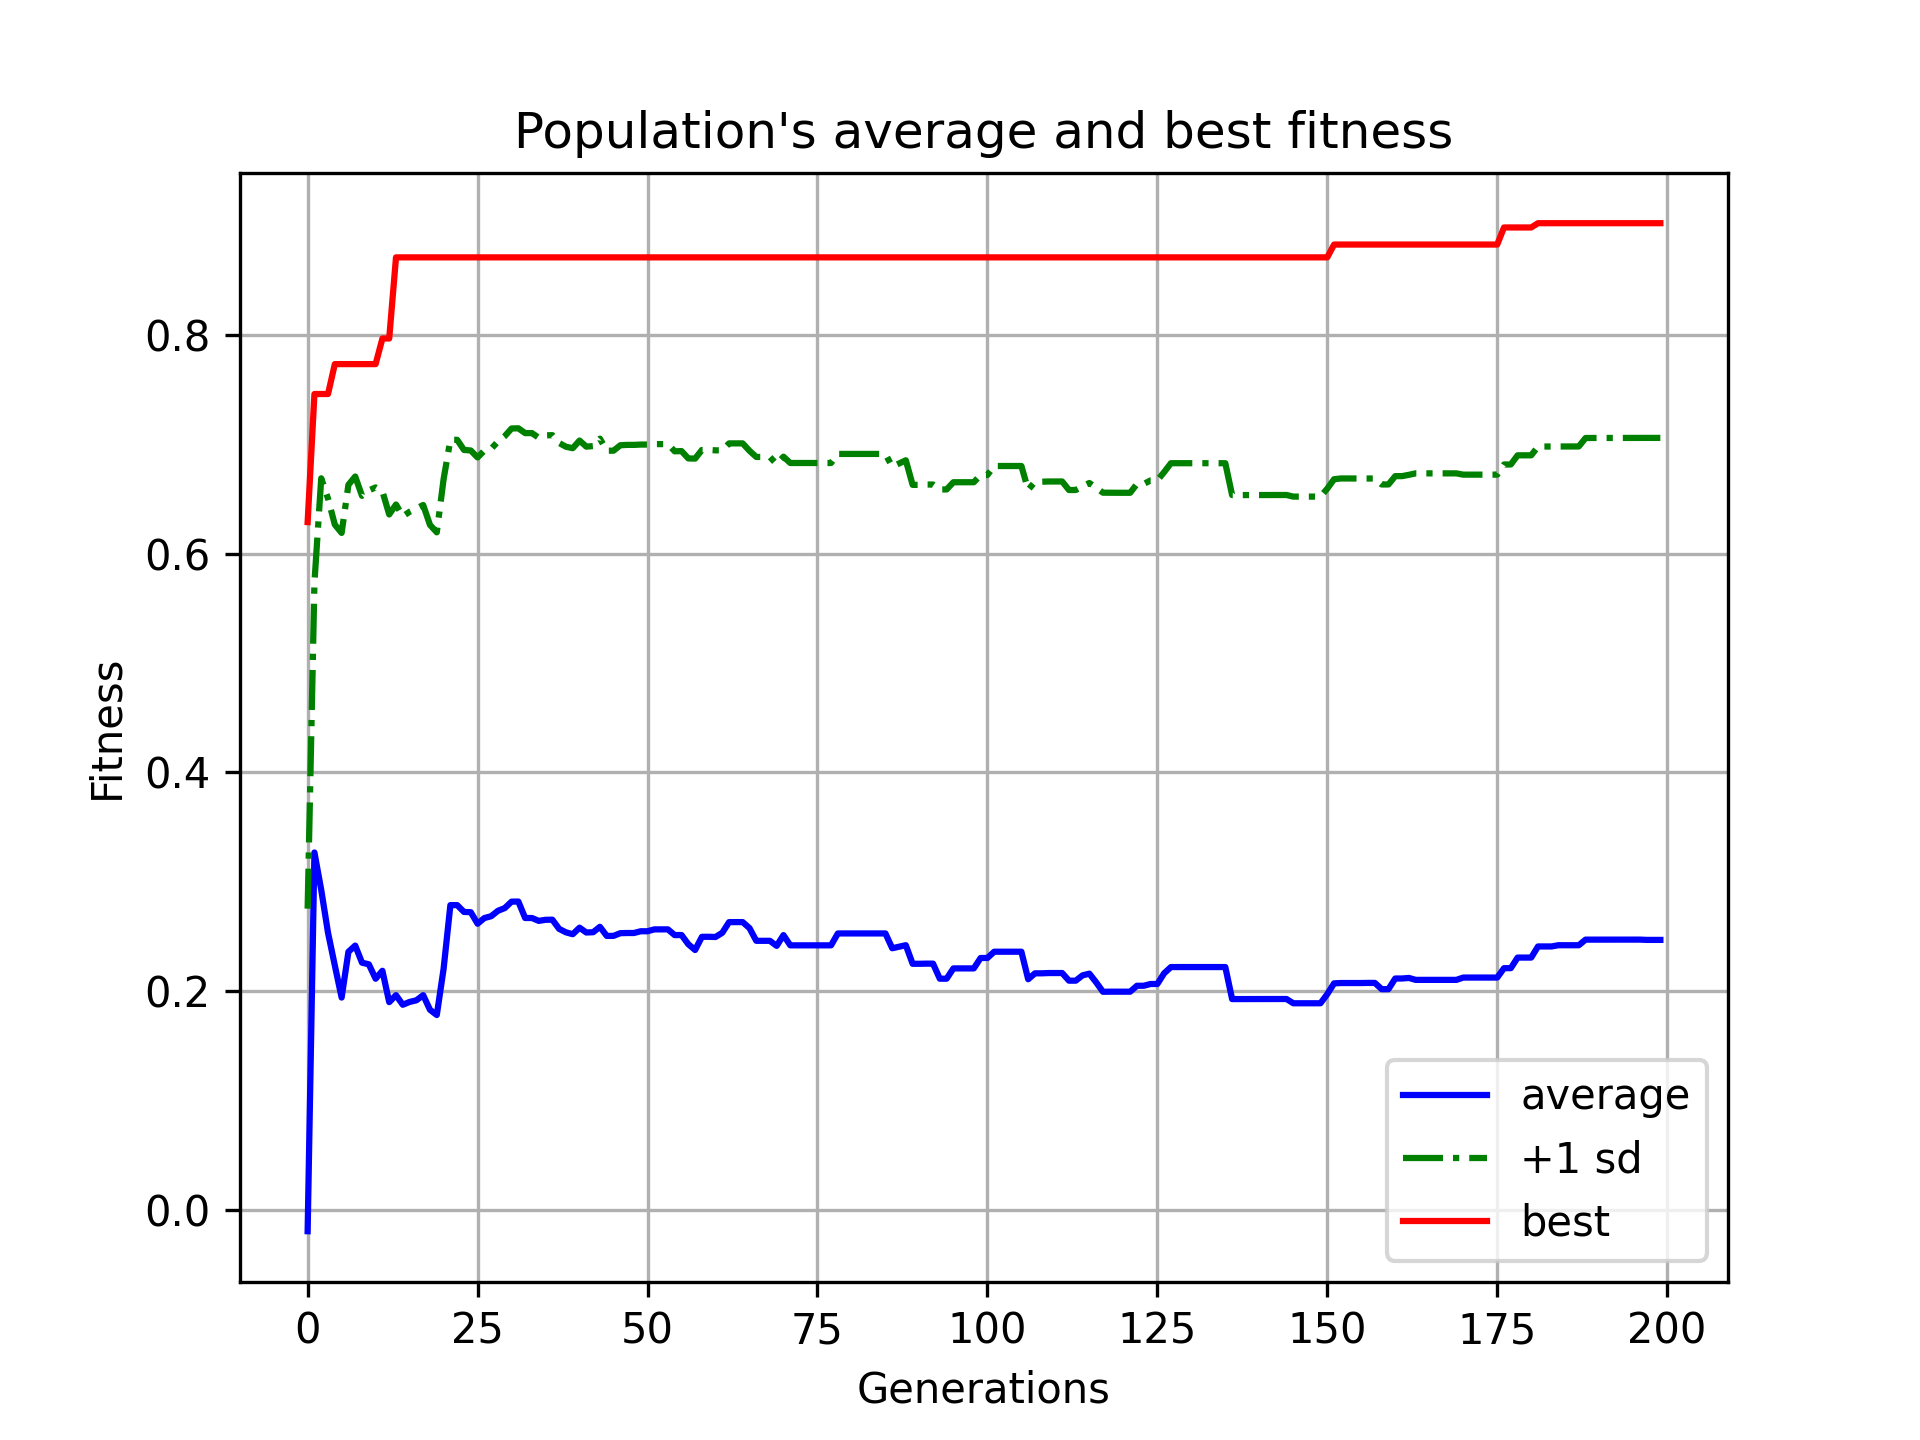 Population's average and best fitness
Fitness
0.8
0.6
0.4
0.2
0.0
average
+1 sd
best
0 25 50 75 100 125 150 175 200
Generations